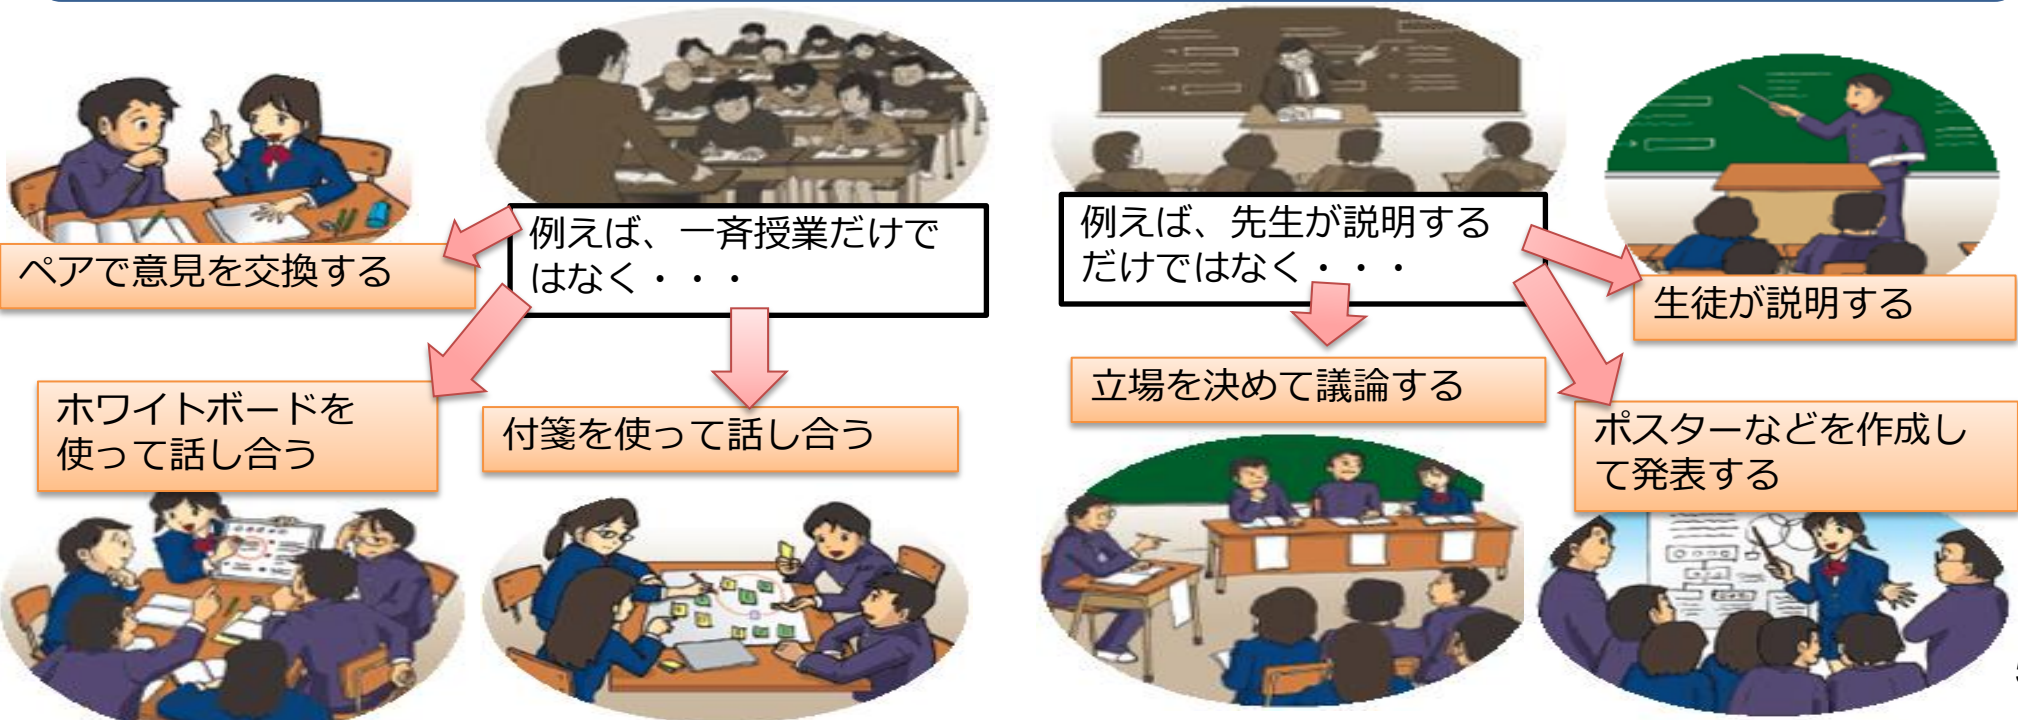 例えば、一斉授業だけで
はなく・・・
ペアで意見を交換する
ホワイトボードを
使って話し合う
付箋を使って話し合う
例えば、先生が説明する
だけではなく・・・
生徒が説明する
立場を決めて議論する
ポスターなどを作成し
て発表する